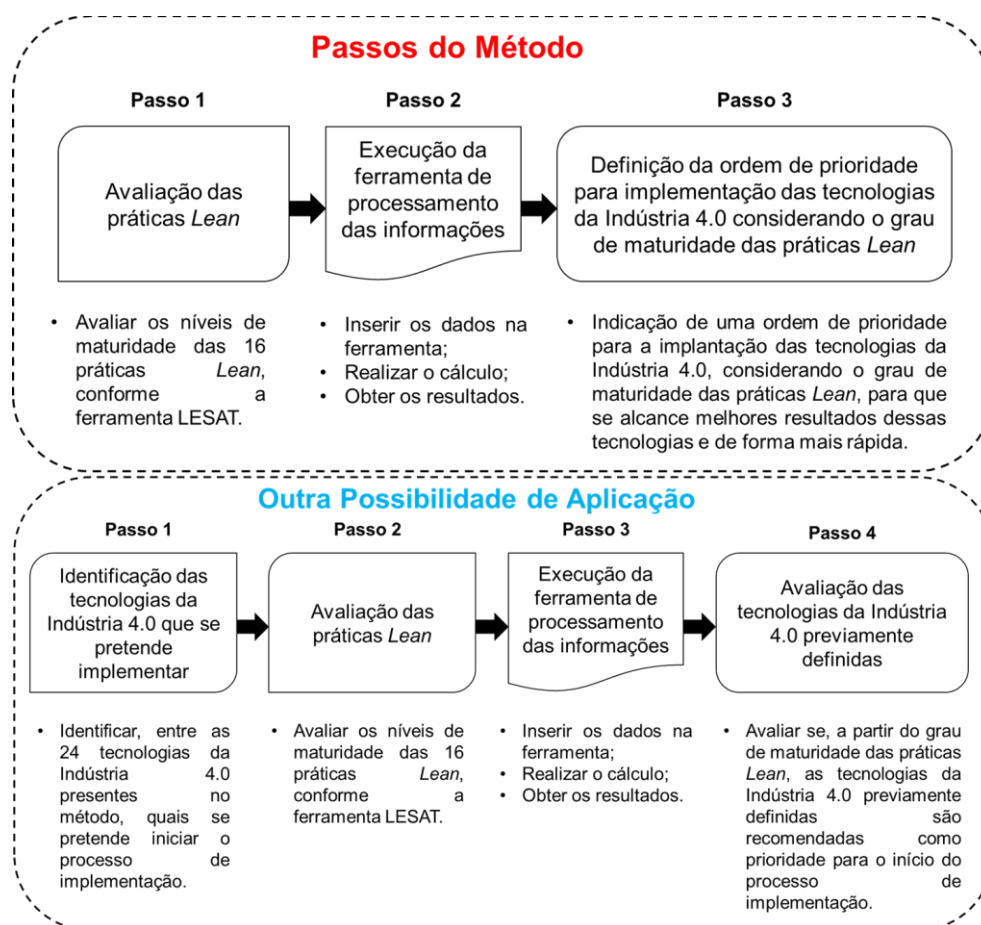 Passos do Método
Passo 1
Passo 2
Passo 3
Avaliação das
práticas Lean
Execução da
ferramenta de
processamento
das informações
Definição da ordem de prioridade
para implementação das tecnologias
da Indústria 4.0 considerando o grau
de maturidade das práticas Lean
• Avaliar os níveis de
maturidade das 16
práticas Lean,
conforme a
ferramenta LESAT.
• Inserir os dados na
ferramenta;
• Realizar o cálculo;
• Obter os resultados.
• Indicação de uma ordem de prioridade
para a implantação das tecnologias da
Indústria 4.0, considerando o grau de
maturidade das práticas Lean, para que
se alcance melhores resultados dessas
tecnologias e de forma mais rápida.
Outra Possibilidade de Aplicação
Passo 1
Passo 2
Passo 3
Passo 4
Identificação das
tecnologias da
Indústria 4.0 que se
pretende
implementar
Avaliação das
práticas Lean
Execução da
ferramenta de
processamento
das informações
Avaliação das
tecnologias da Indústria
4.0 previamente
definidas
• Identificar, entre as
24 tecnologias da
Indústria 4.0
presentes no
método, quais se
pretende iniciar o
processo de
implementação.
• Avaliar os níveis de
maturidade das 16
práticas Lean,
conforme a
ferramenta LESAT.
• Inserir os dados na
ferramenta;
• Realizar o cálculo;
• Obter os resultados.
• Avaliar se, a partir do grau
de maturidade das práticas
Lean, as tecnologias da
Indústria 4.0 previamente
definidas são
recomendadas como
prioridade para o início do
processo de
implementação.